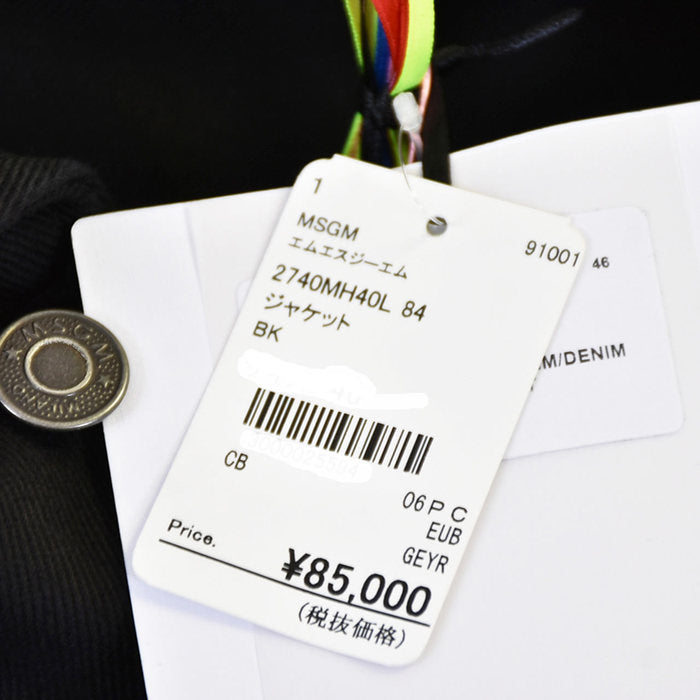 1
MSGM
91001
エムエスジーエム
2740MH40L 84
ジャケット
BK
CB
06PC
EUB
GEYR
Price.
¥85,000
(税抜価格)
46
M/DENIM
M.S.G.M